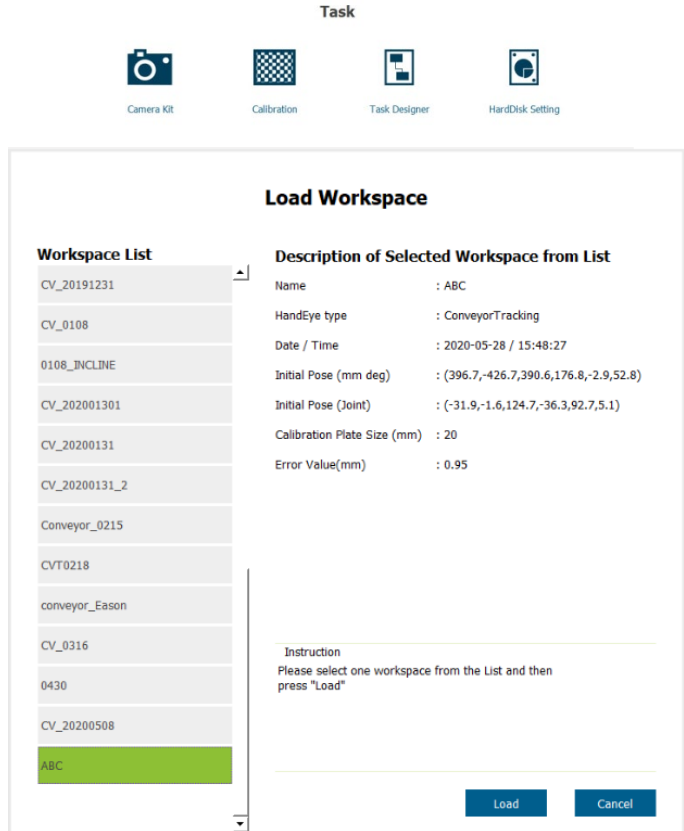 Task
Camera Kit
Calibration
Task Designer
HardDisk Setting
Load Workspace
Workspace List
CV_20191231
CV_0108
0108_INCLINE
CV_202001301
CV_20200131
CV_20200131_2
Conveyor_0215
CVT0218
conveyor_Eason
CV_0316
0430
CV_20200508
ABC
Description of Selected Workspace from List
Name : ABC
HandEye type : ConveyorTracking
Date / Time : 2020-05-28 / 15:48:27
Initial Pose (mm deg) : (396.7,-426.7,390.6,176.8,-2.9,52.8)
Initial Pose (Joint) : (-31.9,-1.6,124.7,-36.3,92.7,5.1)
Calibration Plate Size (mm) : 20
Error Value(mm) : 0.95
Instruction
Please select one workspace from the List and then
press "Load"
Load
Cancel